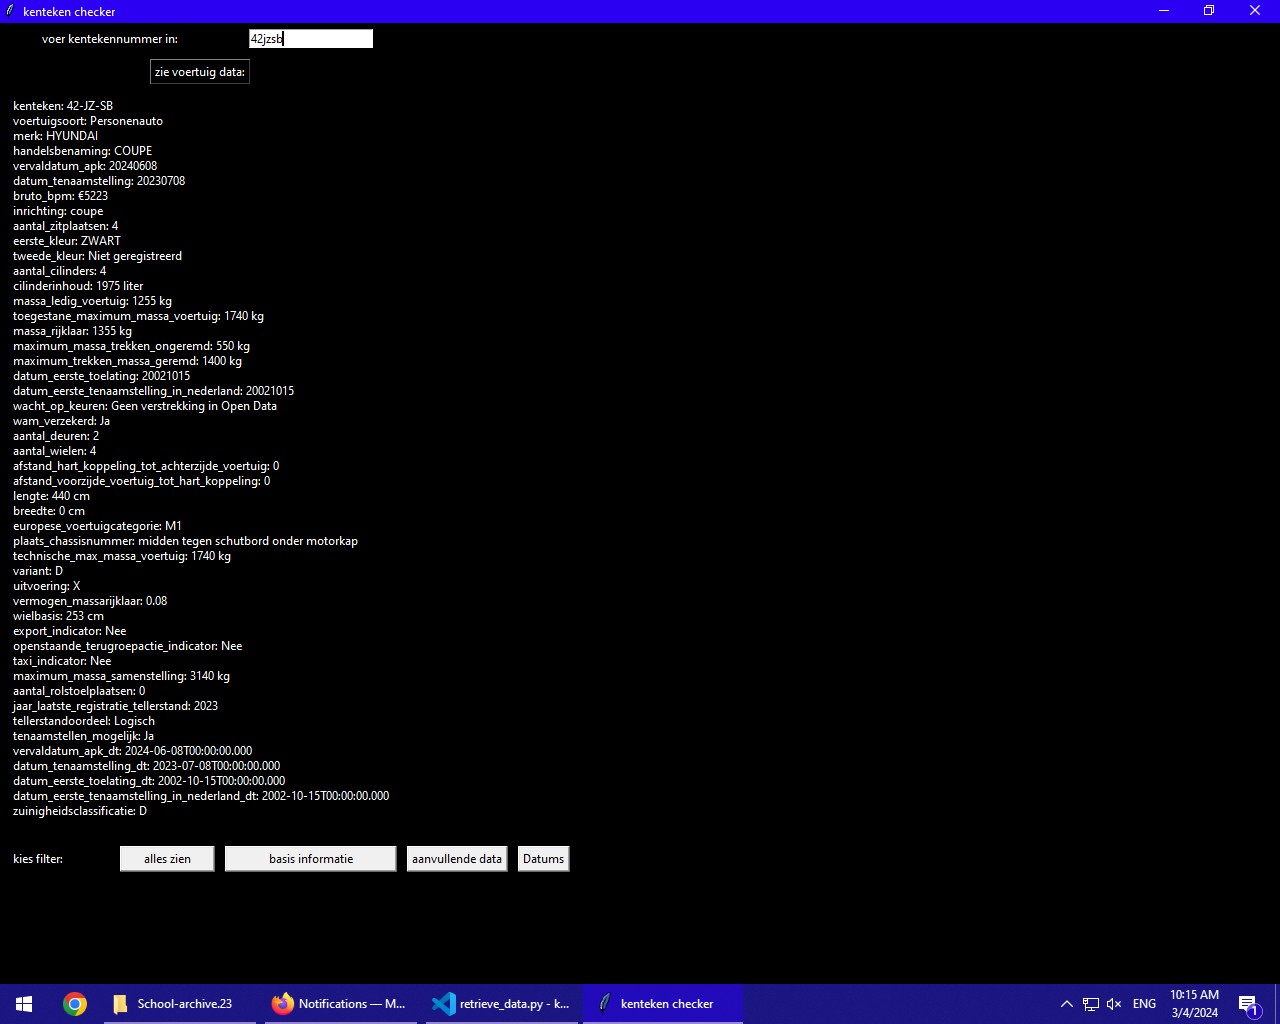 kenteken checker
voer kentekennummer in: 42jzsb
zie voertuig data:
kenteken: 42-JZ-SB
voertuigsoort: Personenauto
merk: HYUNDAI
handelsbenaming: COUPE
vervaldatum_apk: 20240608
datum_tenaamstelling: 20230708
bruto_bpm: €5223
inrichting: coupe
aantal_zitplaatsen: 4
eerste_kleur: ZWART
tweede_kleur: Niet geregistreerd
aantal_cilinders: 4
cilinderinhoud: 1975 liter
massa_ledig_voertuig: 1255 kg
toegestane_maximum_massa_voertuig: 1740 kg
massa_rijklaar: 1355 kg
maximum_massa_trekken_ongeremd: 550 kg
maximum_trekken_massa_geremd: 1400 kg
datum_eerste_toelating: 20021015
datum_eerste_tenaamstelling_in_nederland: 20021015
wacht_op_keuren: Geen verstrekking in Open Data
wam_verzekerd: Ja
aantal_deuren: 2
aantal_wielen: 4
afstand_hart_koppeling_tot_achterzijde_voertuig: 0
afstand_voorzijde_voertuig_tot_hart_koppeling: 0
lengte: 440 cm
breedte: 0 cm
europese_voertuigcategorie: M1
plaats_chassisnummer: midden tegen schutbord onder motorkap
technische_max_massa_voertuig: 1740 kg
variant: D
uitvoering: X
vermogen_massarijklaar: 0.08
wielbasis: 253 cm
export_indicator: Nee
openstaande_terugroepactie_indicator: Nee
taxi_indicator: Nee
maximum_massa_samenstelling: 3140 kg
aantal_rolstoelplaatsen: 0
jaar_laatste_registratie_tellerstand: 2023
tellerstandoordeel: Logisch
tenaamstellen_mogelijk: Ja
vervaldatum_apk_dt: 2024-06-08T00:00:00.000
datum_tenaamstelling_dt: 2023-07-08T00:00:00.000
datum_eerste_toelating_dt: 2002-10-15T00:00:00.000
datum_eerste_tenaamstelling_in_nederland_dt: 2002-10-15T00:00:00.000
zuinigheidsclassificatie: D
kies filter: alles zien basis informatie aanvullende data Datums
School-archive.23 Notifications — M... retrieve_data.py - k... kenteken checker ENG 10:15 AM
3/4/2024 1